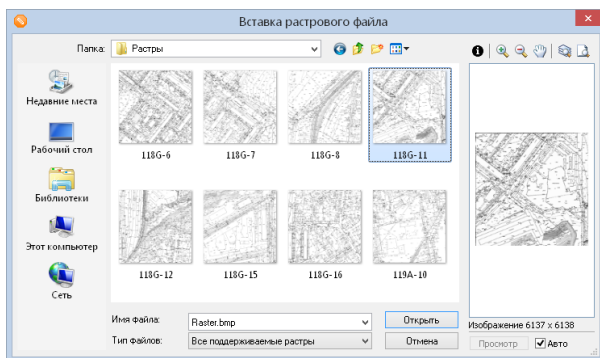 Вставка растрового файла
Папка: Растры
Недавние места
Рабочий стол
Библиотеки
Этот компьютер
Сеть
118G-6 118G-7 118G-8 118G-11
118G-12 118G-15 118G-16 119A-10
Имя файла: Raster.bmp Открыть
Тип файлов: Все поддерживаемые растры Отмена
Изображение 6137 x 6138
Просмотр Авто